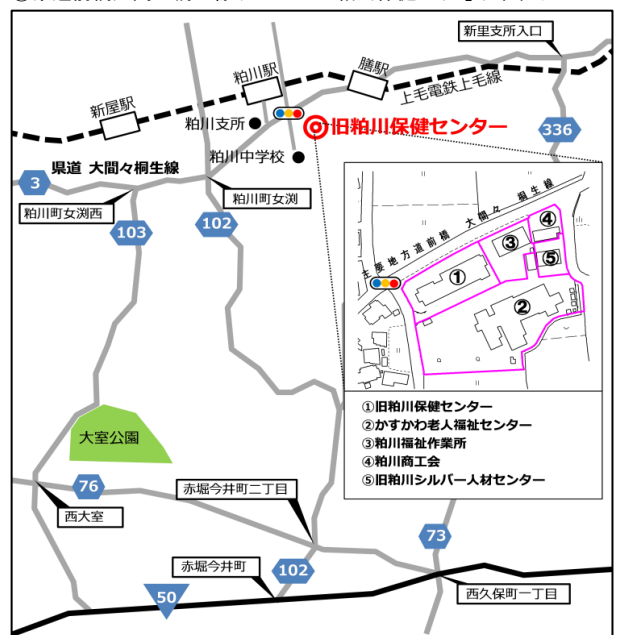 新里支所入口
粕川駅
膳駅
新屋駅
上毛電鉄上毛線
粕川支所
旧粕川保健センター
336
粕川中学校
県道 大間々桐生線
3
粕川町女渕西
粕川町女渕
103
102
主要地方道前橋 大間々 桐生線
①
②
③
④
⑤
①旧粕川保健センター
②かすかわ老人福祉センター
③粕川福祉作業所
④粕川商工会
⑤旧粕川シルバー人材センター
大室公園
76
西大室
赤堀今井町二丁目
73
赤堀今井町
102
50
西久保町一丁目